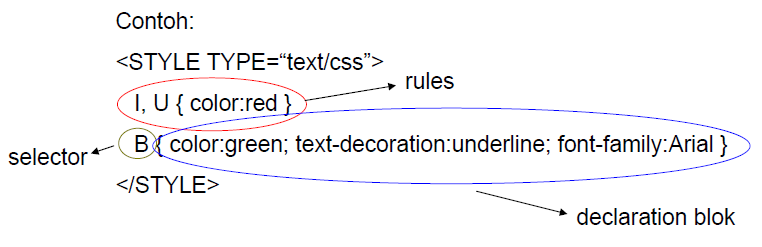 Contoh:
<STYLE TYPE=“text/css”>
rules
I, U { color:red }
B { color:green; text-decoration:underline; font-family:Arial }
selector
</STYLE>
declaration blok